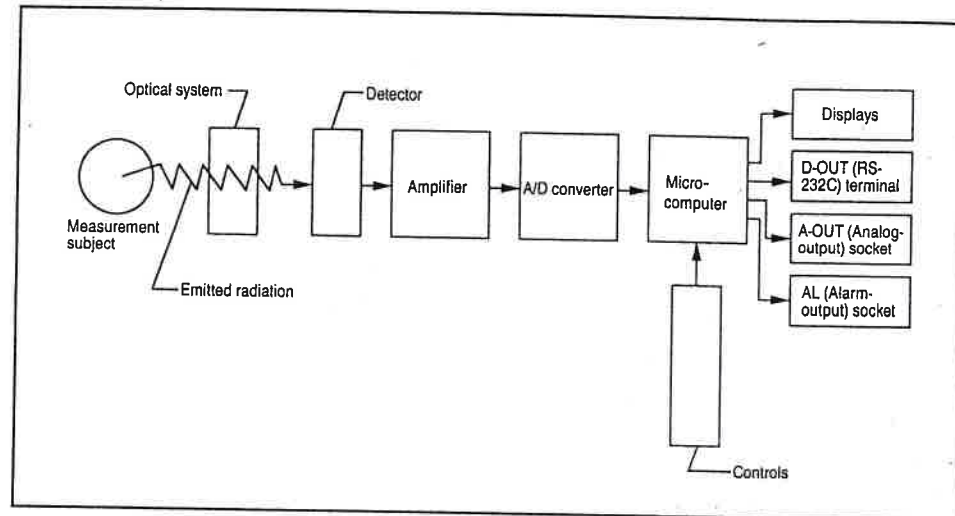 Optical system
Detector
Displays
D-OUT (RS-
232C) terminal
Amplifier
A/D converter
Micro-
computer
A-OUT (Analog-
output) socket
Measurement
subject
Emitted radiation
AL (Alarm-
output) socket
Controls